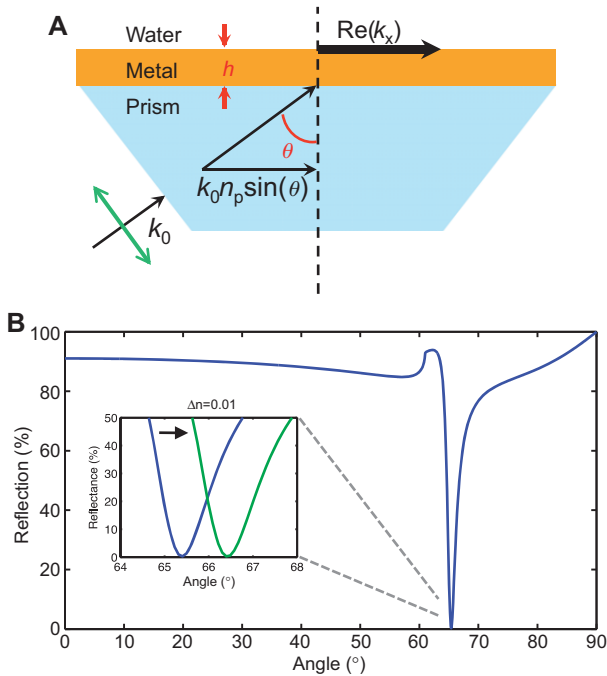 A
Water
Re(kx)
Metal
h
Prism
θ
k0npsin(θ)
k0
B
100
80
60
40
20
0
Reflection (%)
0 10 20 30 40 50 60 70 80 90
Angle (°)
Δn=0.01
50
40
30
20
10
0
Reflectance (%)
64 65 66 67 68
Angle (°)